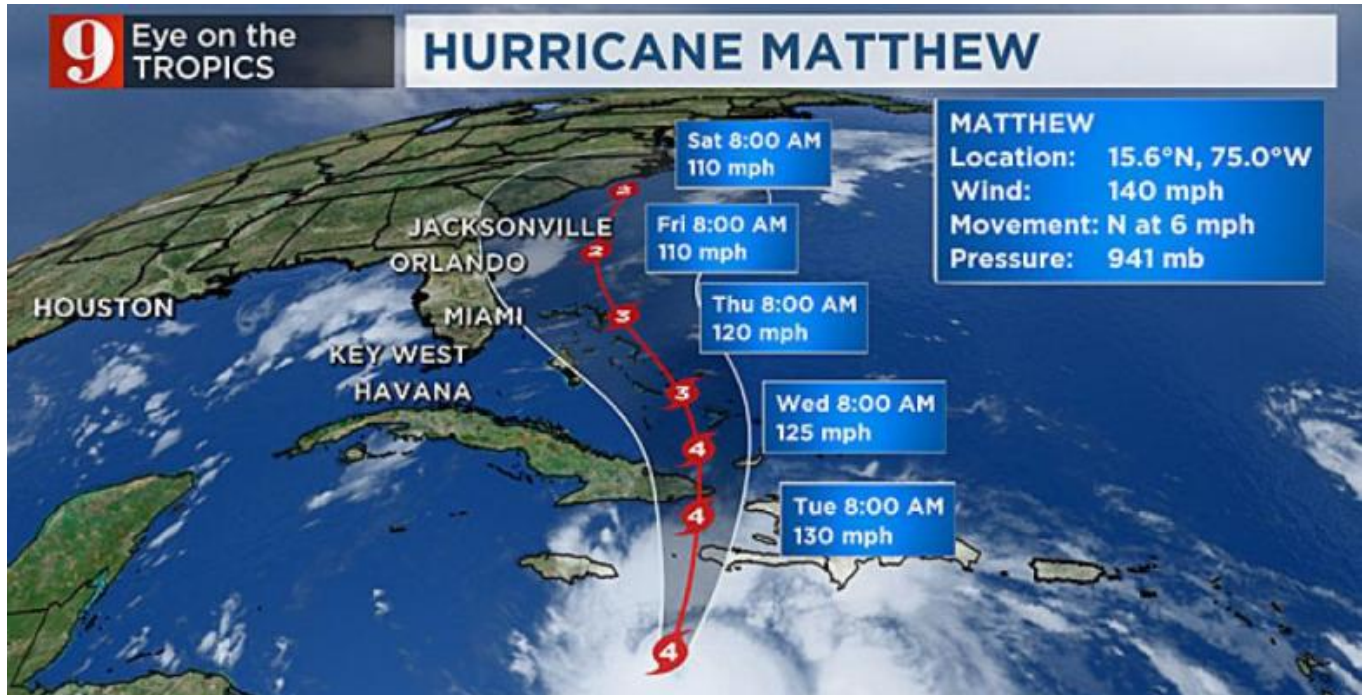 9 Eye on the
TROPICS
HURRICANE MATTHEW
MATTHEW
Location: 15.6°N, 75.0°W
Wind: 140 mph
Movement: N at 6 mph
Pressure: 941 mb
Sat 8:00 AM
110 mph
Fri 8:00 AM
110 mph
Thu 8:00 AM
120 mph
Wed 8:00 AM
125 mph
Tue 8:00 AM
130 mph
JACKSONVILLE
ORLANDO
HOUSTON
MIAMI
KEY WEST
HAVANA
2
2
3
3
4
4
4